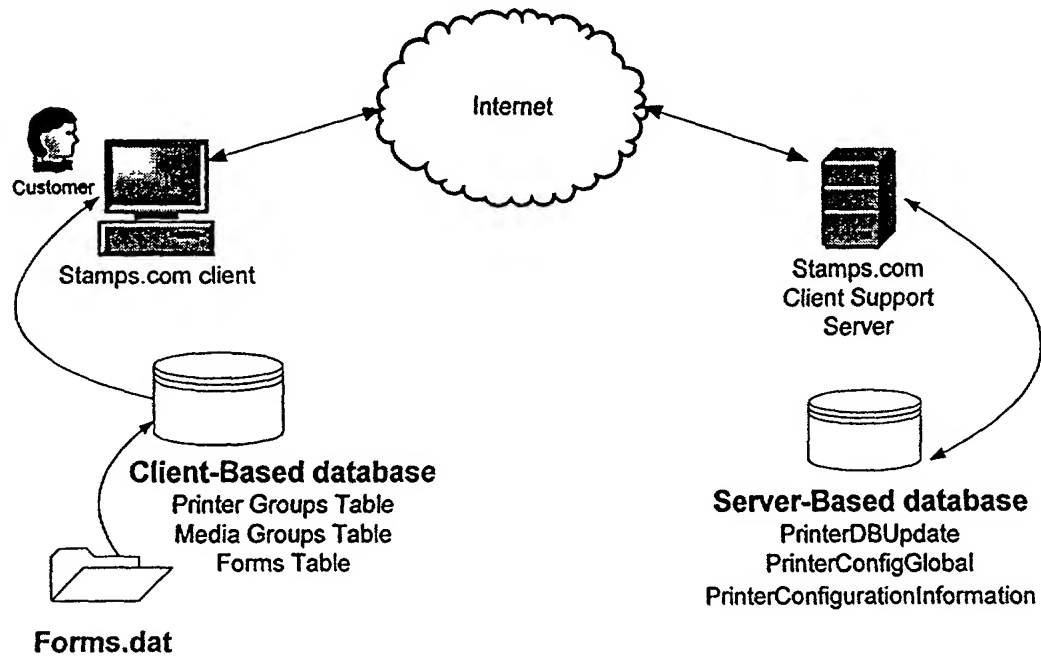 Internet
Customer
Stamps.com client
Stamps.com
Client Support
Server
Client-Based database
Printer Groups Table
Media Groups Table
Forms Table
Server-Based database
PrinterDBUpdate
PrinterConfigGlobal
PrinterConfigurationInformation
Forms.dat